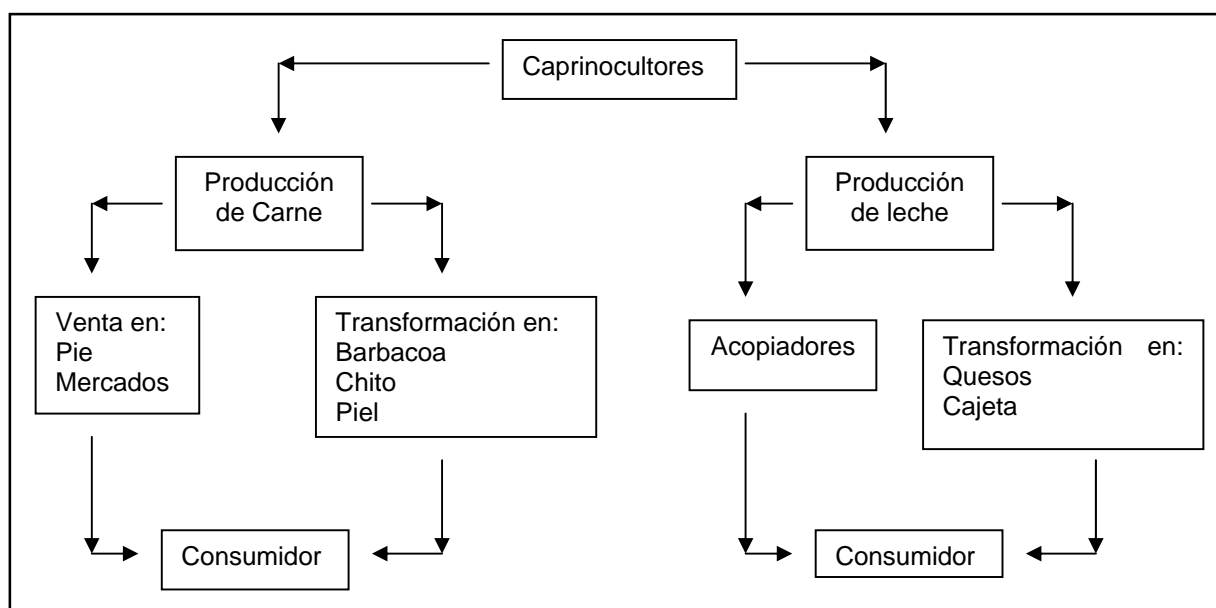 Caprinocultores
Producción
de Carne
Producción
de leche
Venta en:
Pie
Mercados
Transformación en:
Barbacoa
Chito
Piel
Acopiadores
Transformación en:
Quesos
Cajeta
Consumidor
Consumidor